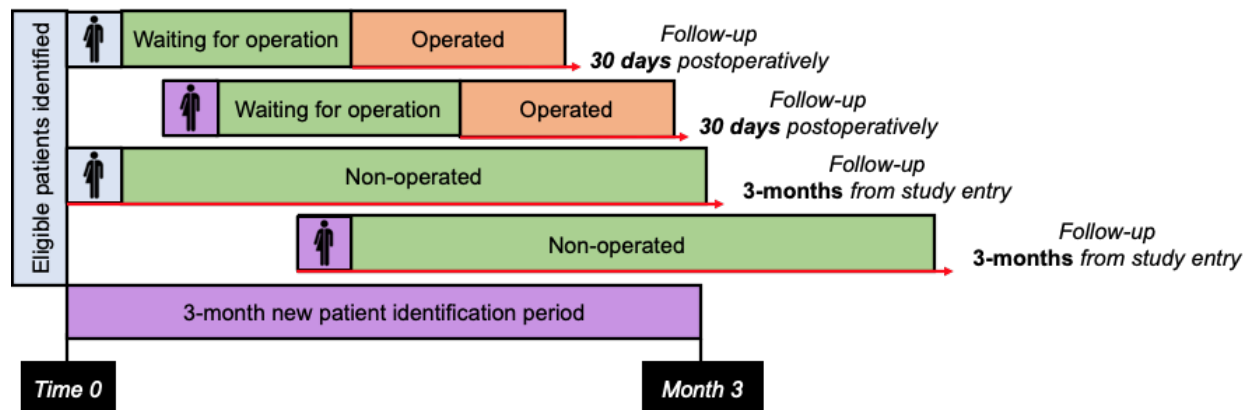 Eligible patients identified
Waiting for operation
Operated
Follow-up
30 days postoperatively
Waiting for operation
Operated
Follow-up
30 days postoperatively
Non-operated
Follow-up
3-months from study entry
Non-operated
Follow-up
3-months from study entry
3-month new patient identification period
Time 0
Month 3